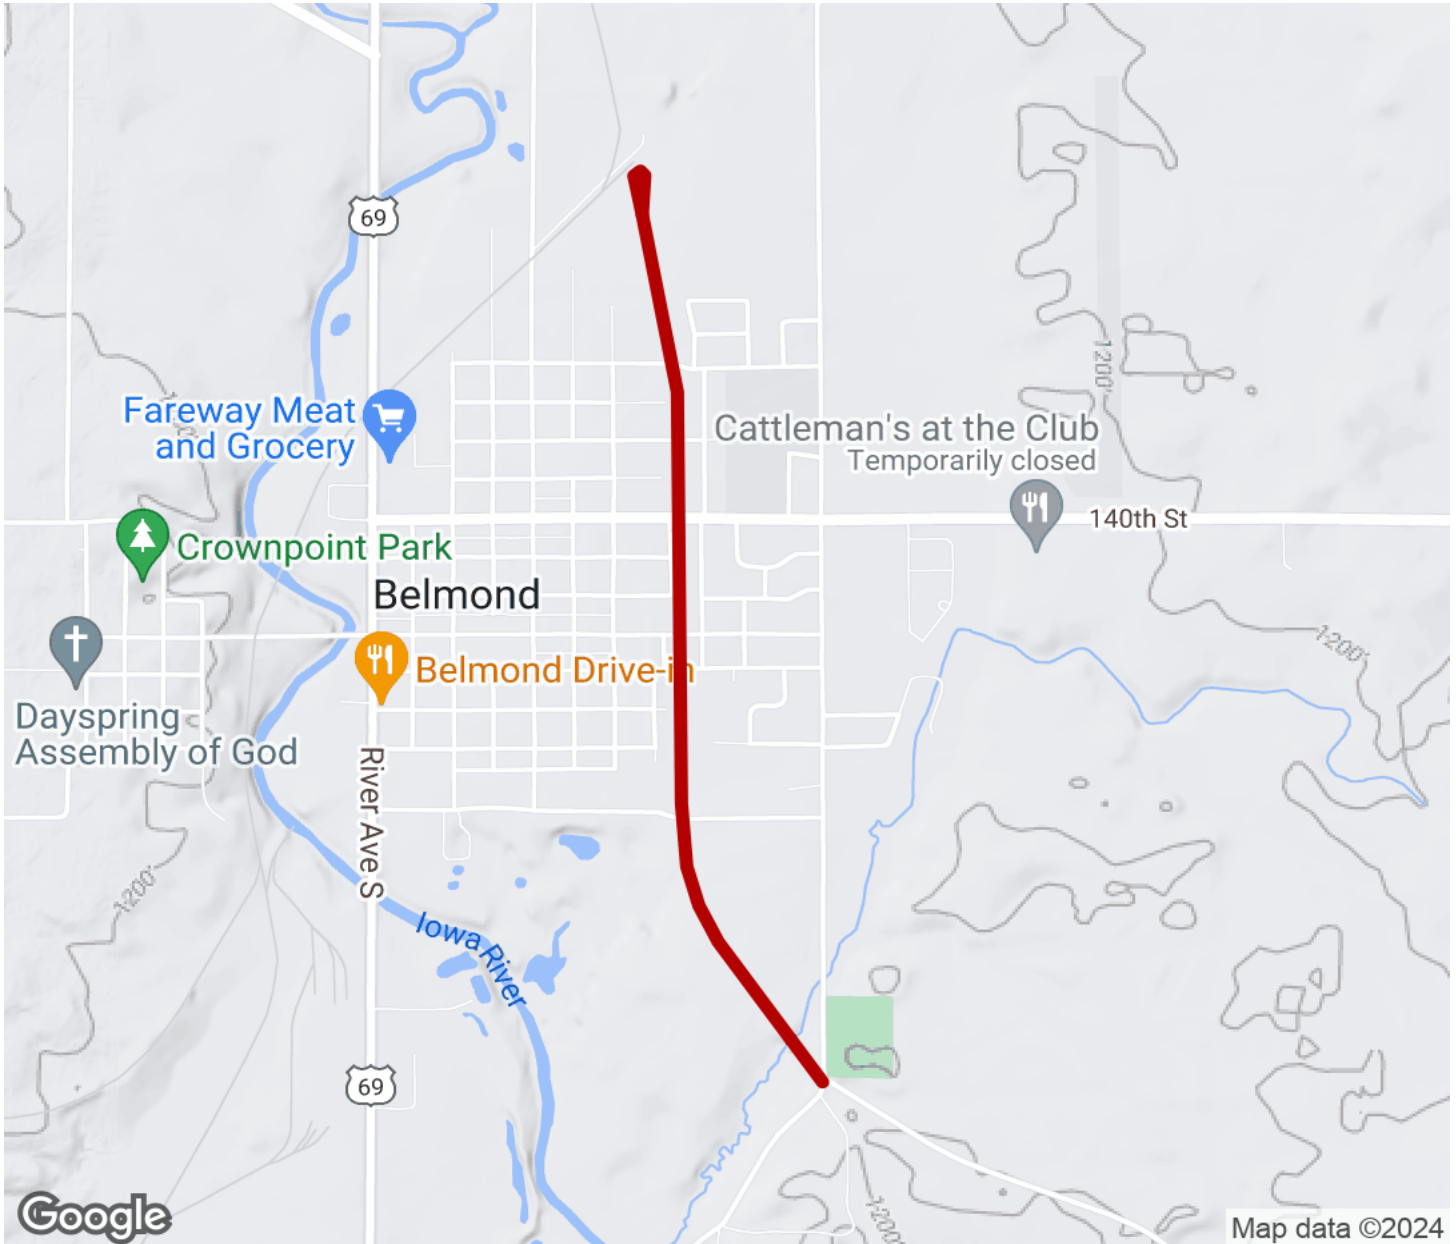 69
1200'
Fareway Meat
and Grocery
1200'
Cattleman's at the Club
Temporarily closed
140th St
Crownpoint Park
Belmond
1200'
Belmond Drive-in
Dayspring
Assembly of God
River Ave S
1200'
Iowa River
69
1200'
Google
Map data ©2024